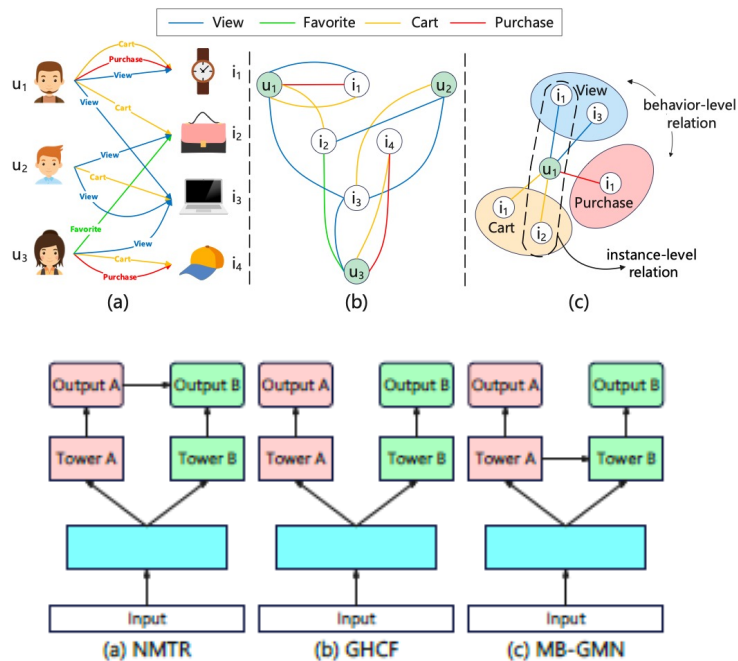 View Favorite Cart Purchase
u1 Cart Purchase View i1
View Cart
u2 View i2
Cart View i3
Favorite
u3 View Cart Purchase i4
(a)
u1 i1 u2
i2 i4
i3
u3
(b)
i1 View
i3
behavior-level
relation
u1 i1
Purchase
i1
Cart
i2
instance-level
relation
(c)
Output A Output B Output A Output B Output A Output B
Tower A Tower B Tower A Tower B Tower A Tower B
Input Input Input
(a) NMTR (b) GHCF (c) MB-GMN